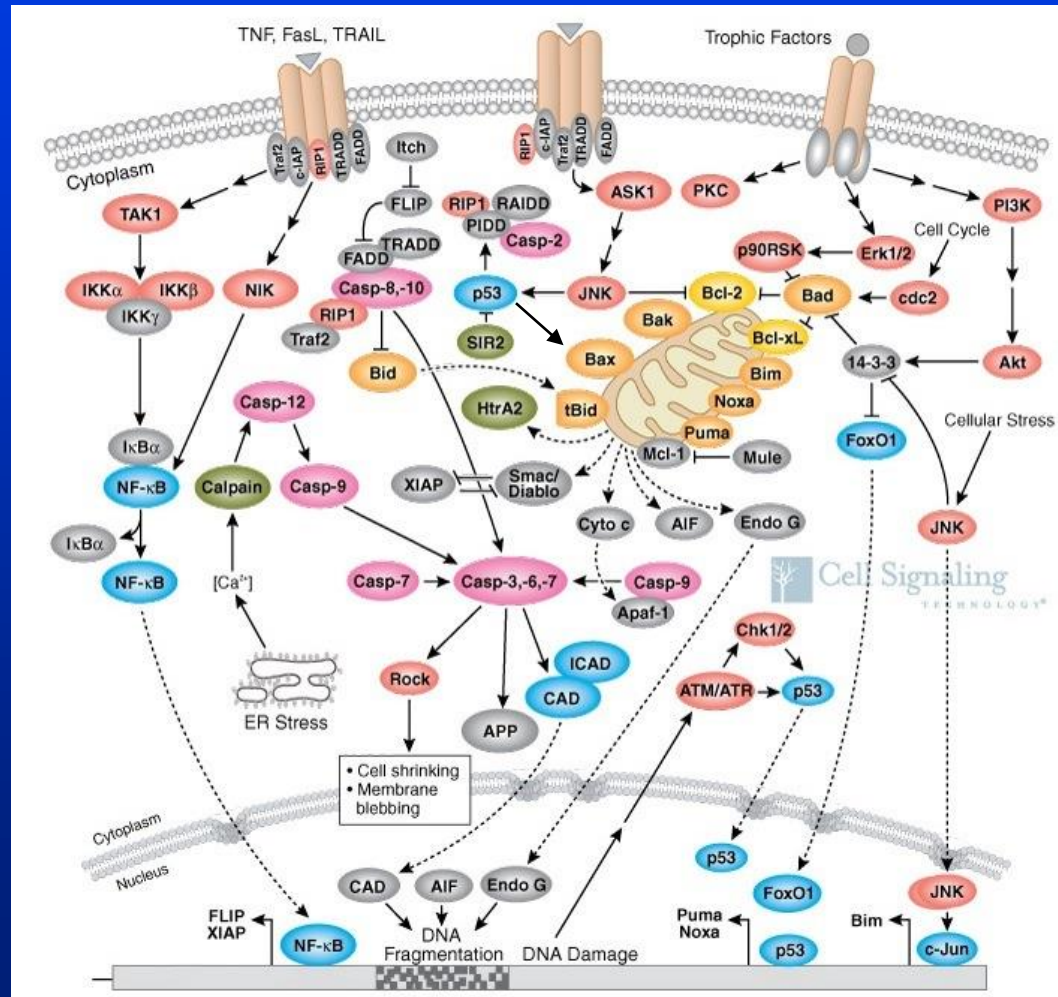 TNF, FasL, TRAIL
Trophic Factors
Traf2
c-IAP
RIP1
TRADD
FADD
RIP1
c-IAP
Traf2
TRADD
FADD
Cytoplasm
Itch
FLIP
TAK1
RIP1
RAIDD
PIDD
Casp-2
ASK1
PKC
PI3K
Cell Cycle
TRADD
FADD
p90RSK
Erk1/2
IKKα
IKKβ
IKKγ
NIK
Casp-8,-10
RIP1
Traf2
p53
JNK
Bcl-2
Bad
cdc2
SIR2
Bak
Bcl-xL
14-3-3
Akt
Bid
Bax
Bim
Casp-12
HtrA2
tBid
Noxa
Puma
FoxO1
Cellular Stress
IκBα
NF-κB
Calpain
Casp-9
XIAP
Smac/
Diablo
Mcl-1
Mule
IκBα
Cyto c
AIF
Endo G
JNK
NF-κB
[Ca²⁺]
Casp-7
Casp-3,-6,-7
Casp-9
Apaf-1
Cell Signaling
TECHNOLOGY®
Chk1/2
ER Stress
Rock
ICAD
CAD
APP
ATM/ATR
p53
• Cell shrinking
• Membrane
blebbing
Cytoplasm
Nucleus
p53
CAD
AIF
Endo G
FoxO1
JNK
FLIP
XIAP
NF-κB
DNA
Fragmentation
DNA Damage
Puma
Noxa
p53
Bim
c-Jun